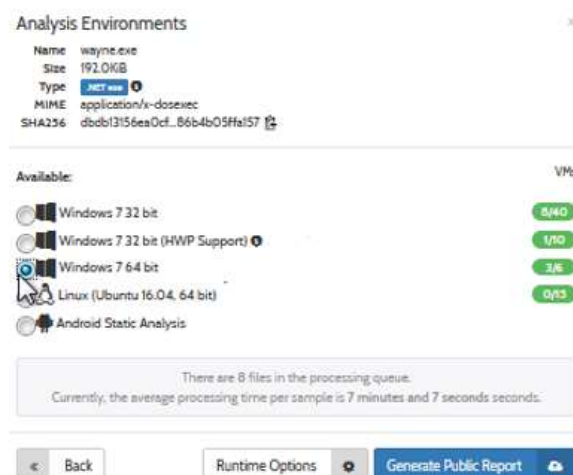 Analysis Environments ×
Name wayne.exe
Size 192.0KiB
Type .NET exe
MIME application/x-dosexec
SHA256 dbdb13156ea0cf...86b4b05ffa157
Available: VMs
Windows 7 32 bit 8/40
Windows 7 32 bit (HWP Support) 1/10
Windows 7 64 bit 3/6
Linux (Ubuntu 16.04, 64 bit) 0/13
Android Static Analysis
There are 8 files in the processing queue.
Currently, the average processing time per sample is 7 minutes and 7 seconds seconds.
« Back Runtime Options Generate Public Report